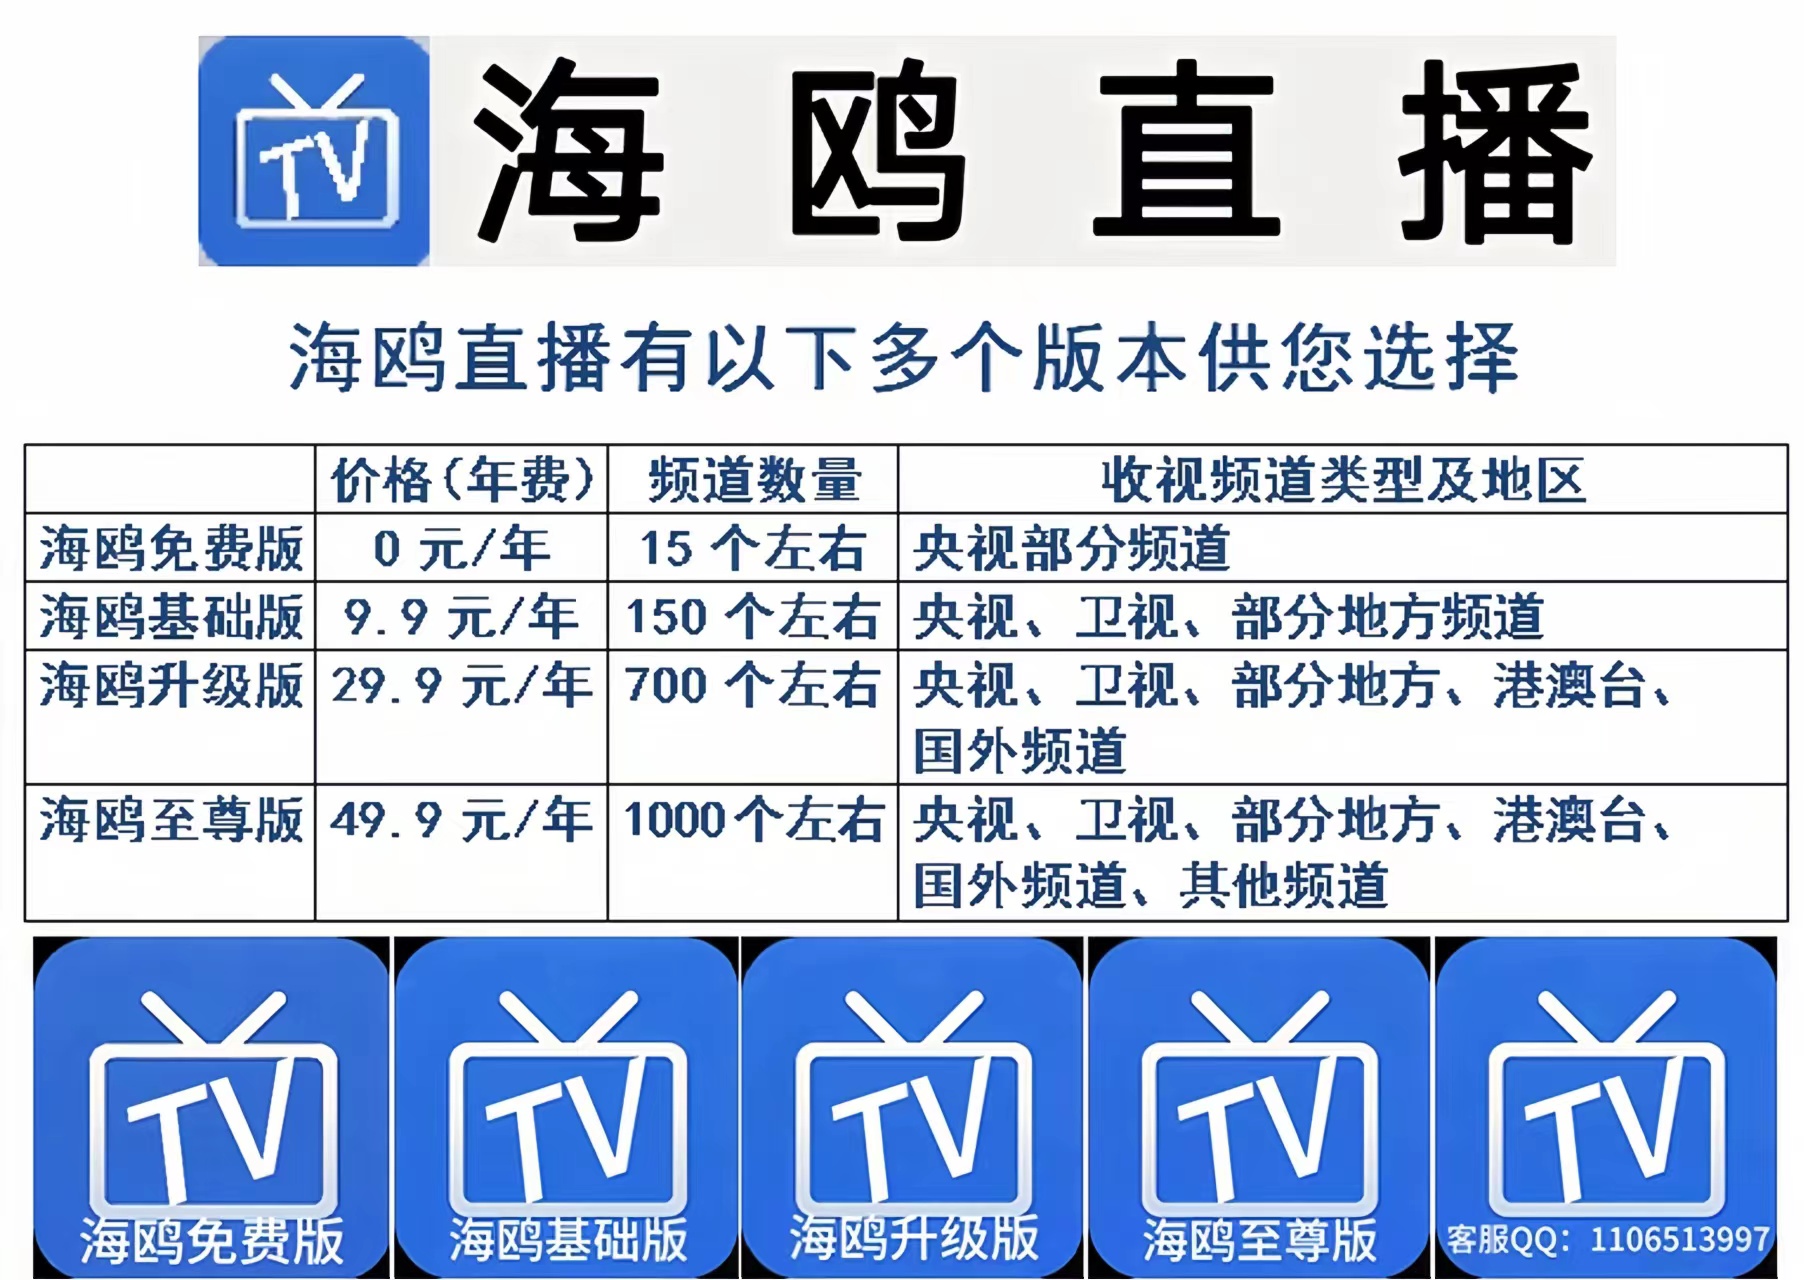 TV
海鸥直播
海鸥直播有以下多个版本供您选择
价格(年费) 频道数量 收视频道类型及地区
海鸥免费版 0 元/年 15 个左右 央视部分频道
海鸥基础版 9.9 元/年 150 个左右 央视、卫视、部分地方频道
海鸥升级版 29.9 元/年 700 个左右 央视、卫视、部分地方、港澳台、
国外频道
海鸥至尊版 49.9 元/年 1000个左右 央视、卫视、部分地方、港澳台、
国外频道、其他频道
TV TV TV TV TV
海鸥免费版 海鸥基础版 海鸥升级版 海鸥至尊版 客服QQ：1106513997